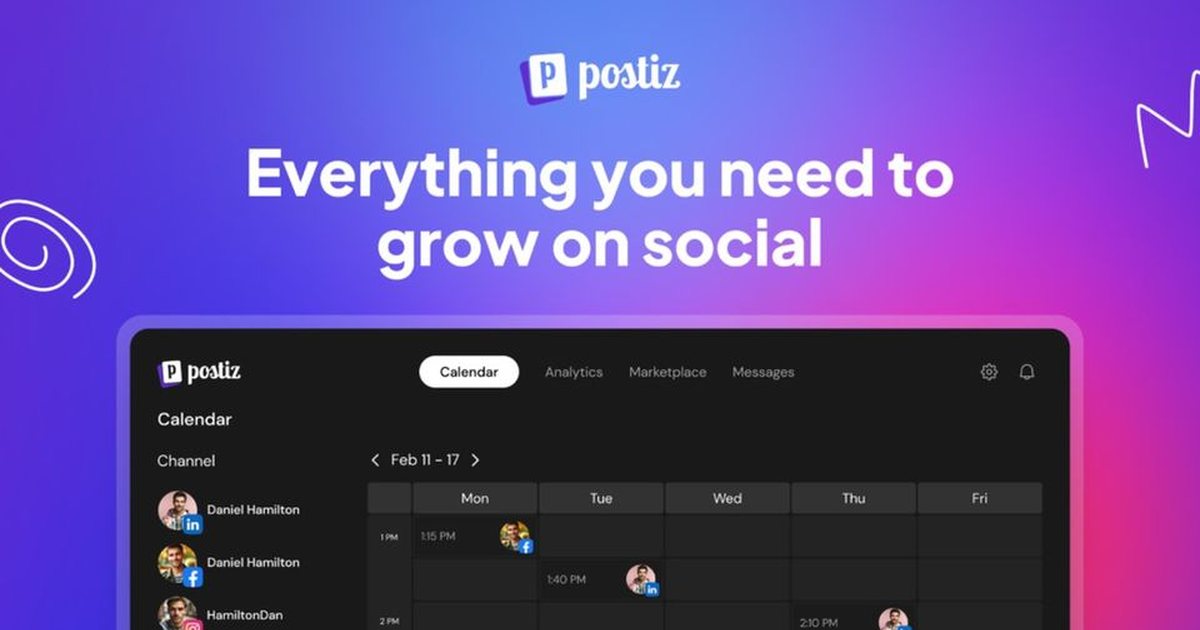 postiz
Everything you need to
grow on social
postiz
Calendar Analytics Marketplace Messages
Calendar
Channel
Feb 11 - 17
Mon Tue Wed Thu Fri
Daniel Hamilton
1 PM 1:15 PM
Daniel Hamilton
1:40 PM
HamiltonDan
2 PM 2:10 PM